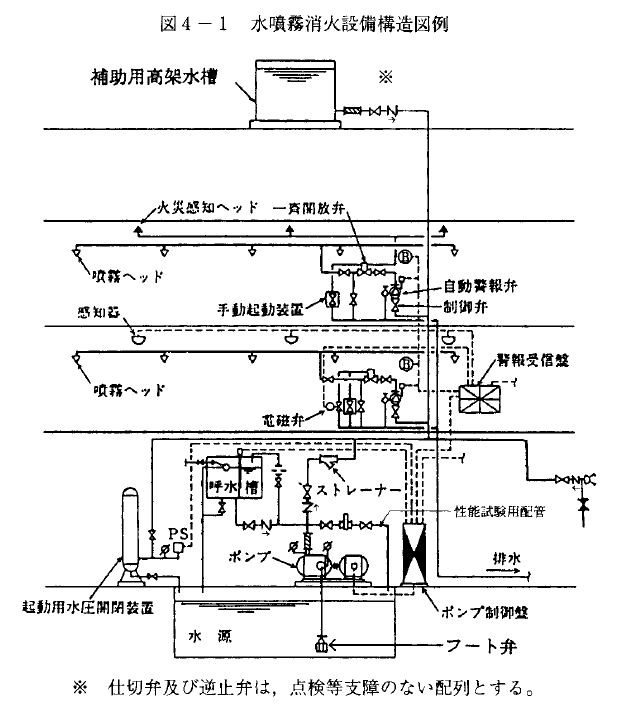 図4－1 水噴霧消火設備構造図例
補助用高架水槽
※
火災感知ヘッド 一斉開放弁
B
噴霧ヘッド
自動警報弁
手動起動装置
制御弁
感知器
B
警報受信盤
噴霧ヘッド
電磁弁
呼水槽
ストレーナー
性能試験用配管
PS
ポンプ
排水
起動用水圧開閉装置
ポンプ制御盤
水源
フート弁
※ 仕切弁及び逆止弁は，点検等支障のない配列とする。